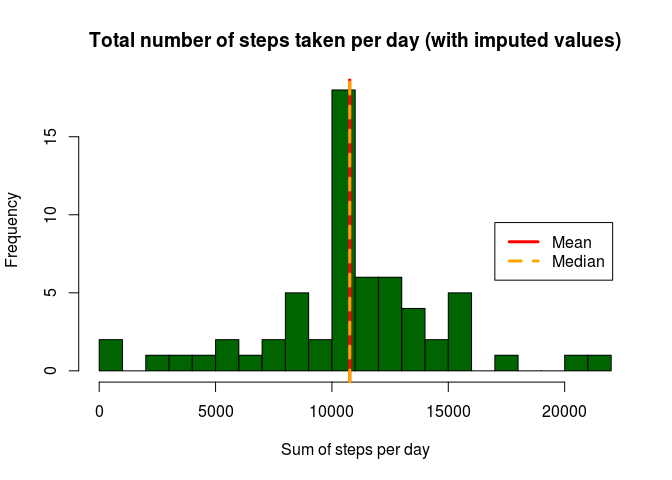 Total number of steps taken per day (with imputed values)
15
10
5
0
Frequency
Mean
Median
0 5000 10000 15000 20000
Sum of steps per day